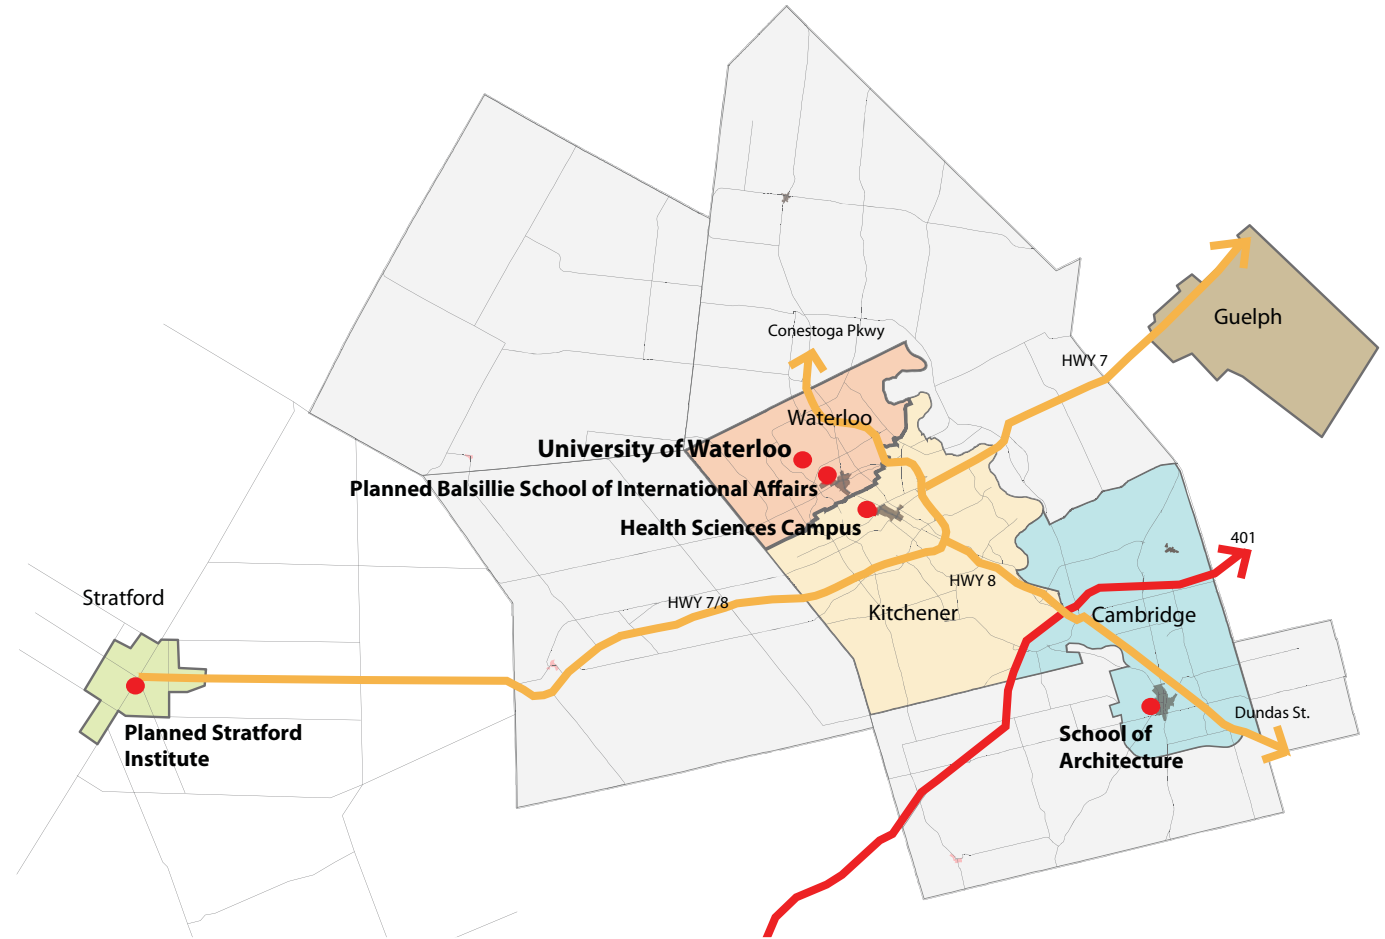 Conestoga Pkwy
Guelph
HWY 7
Waterloo
University of Waterloo
Planned Balsillie School of International Affairs
Health Sciences Campus
401
HWY 8
Stratford
HWY 7/8
Kitchener
Cambridge
Dundas St.
Planned Stratford
Institute
School of
Architecture